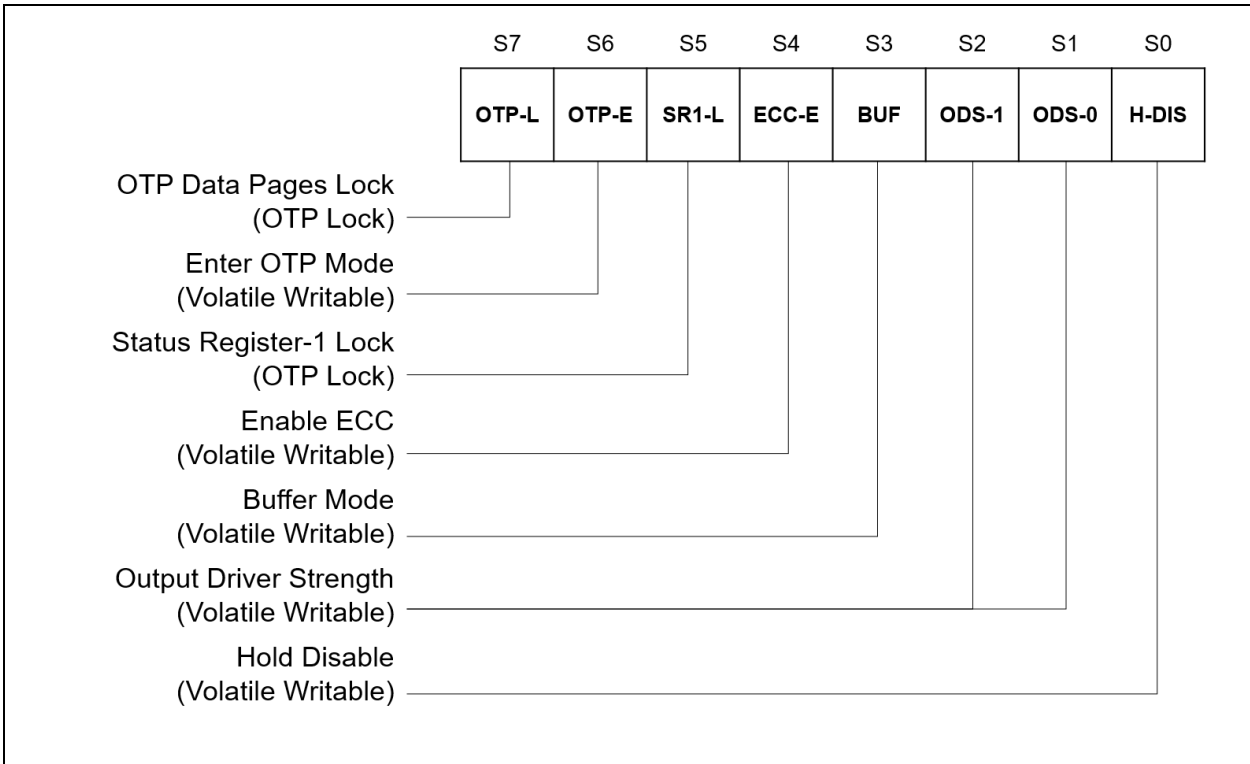 S7 S6 S5 S4 S3 S2 S1 S0
OTP-L OTP-E SR1-L ECC-E BUF ODS-1 ODS-0 H-DIS
OTP Data Pages Lock
(OTP Lock)
Enter OTP Mode
(Volatile Writable)
Status Register-1 Lock
(OTP Lock)
Enable ECC
(Volatile Writable)
Buffer Mode
(Volatile Writable)
Output Driver Strength
(Volatile Writable)
Hold Disable
(Volatile Writable)